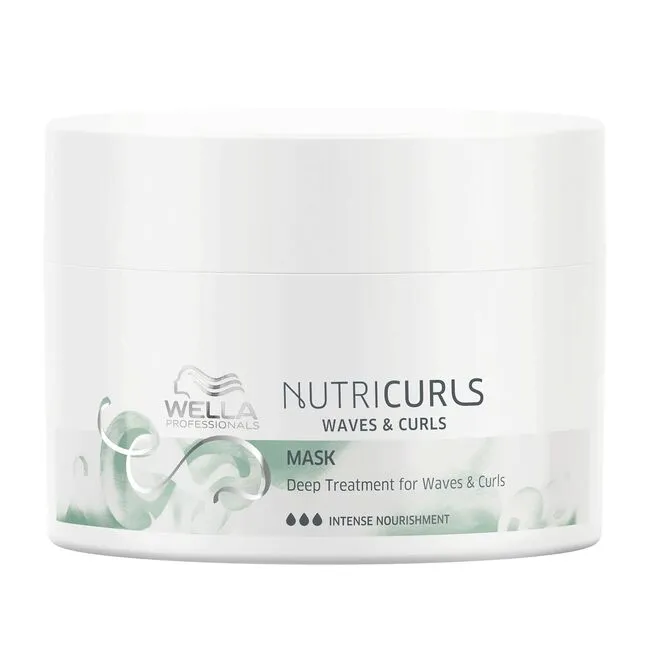 WELLA
PROFESSIONALS
NUTRICURLS
WAVES & CURLS
MASK
Deep Treatment for Waves & Curls
INTENSE NOURISHMENT